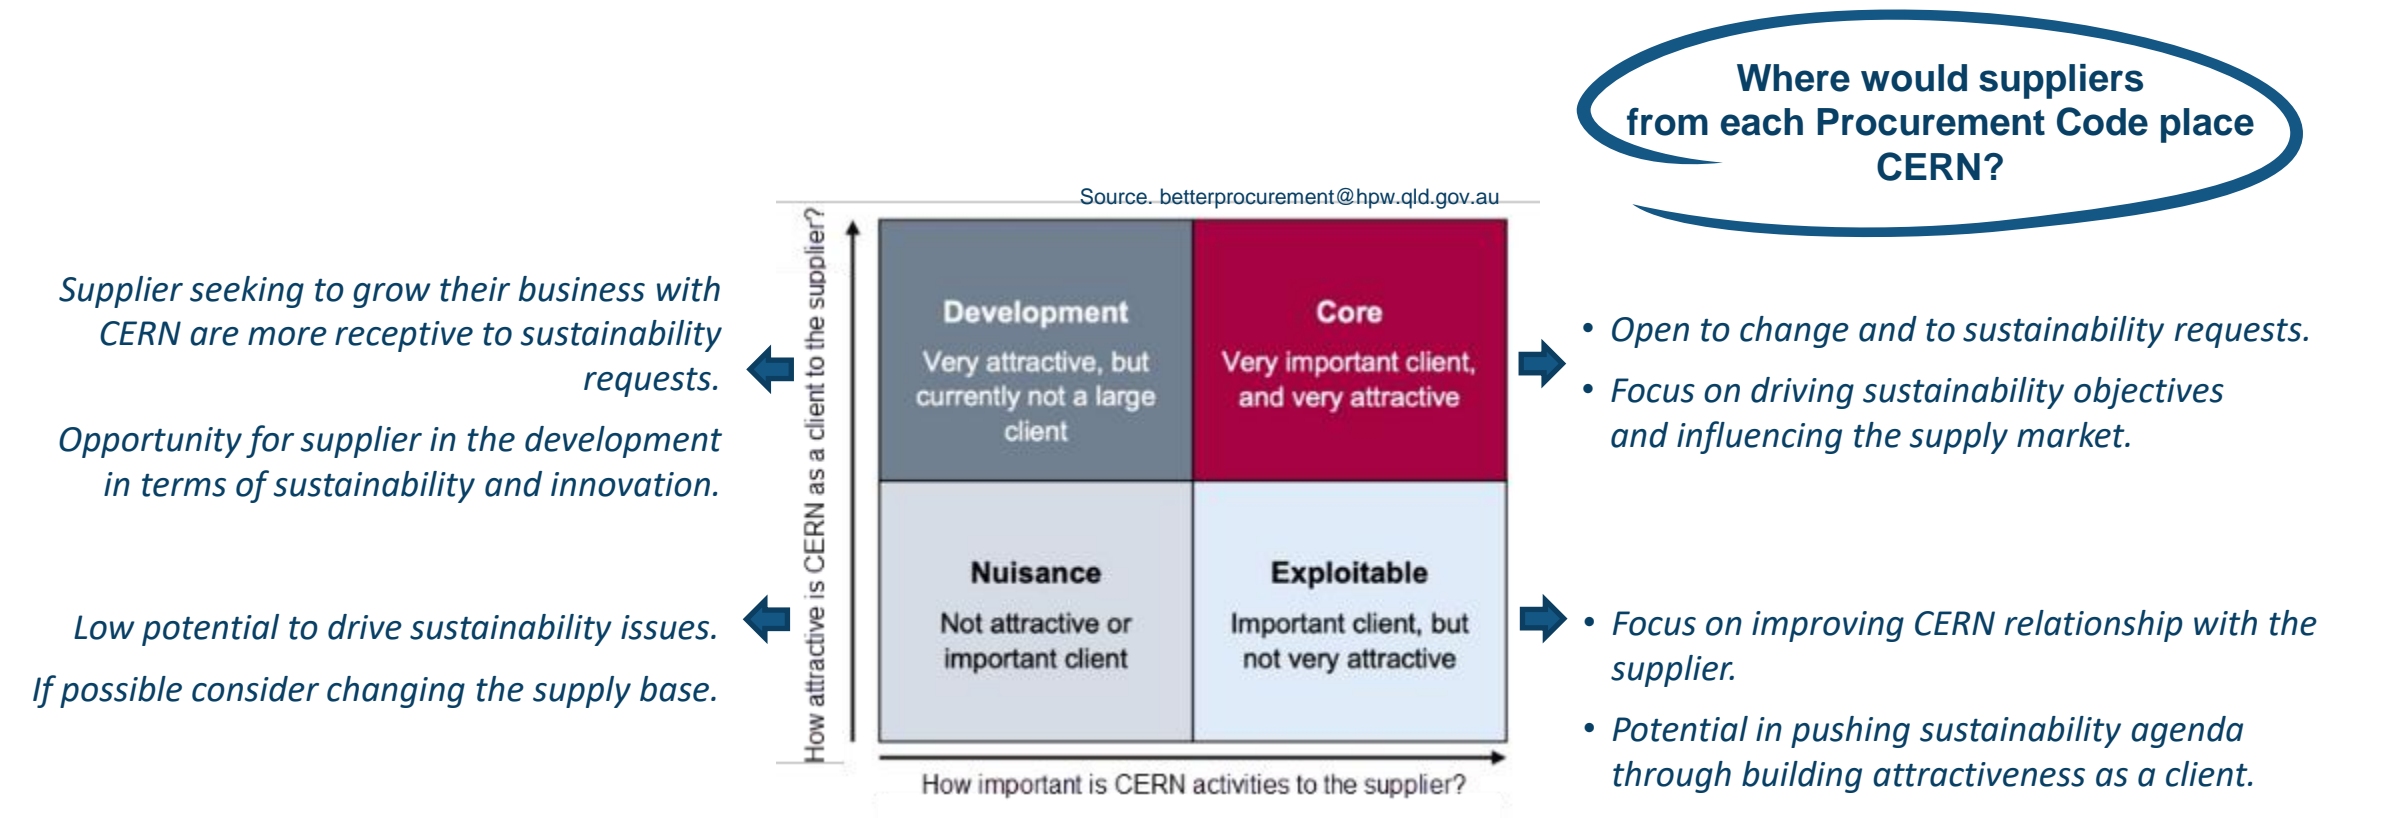 Where would suppliers
from each Procurement Code place
CERN?
Source. betterprocurement@hpw.qld.gov.au
Supplier seeking to grow their business with
CERN are more receptive to sustainability
requests.
Opportunity for supplier in the development
in terms of sustainability and innovation.
Low potential to drive sustainability issues.
If possible consider changing the supply base.
How attractive is CERN as a client to the supplier?
Development
Very attractive, but
currently not a large
client
Core
Very important client,
and very attractive
Nuisance
Not attractive or
important client
Exploitable
Important client, but
not very attractive
How important is CERN activities to the supplier?
• Open to change and to sustainability requests.
• Focus on driving sustainability objectives
and influencing the supply market.
• Focus on improving CERN relationship with the
supplier.
• Potential in pushing sustainability agenda
through building attractiveness as a client.